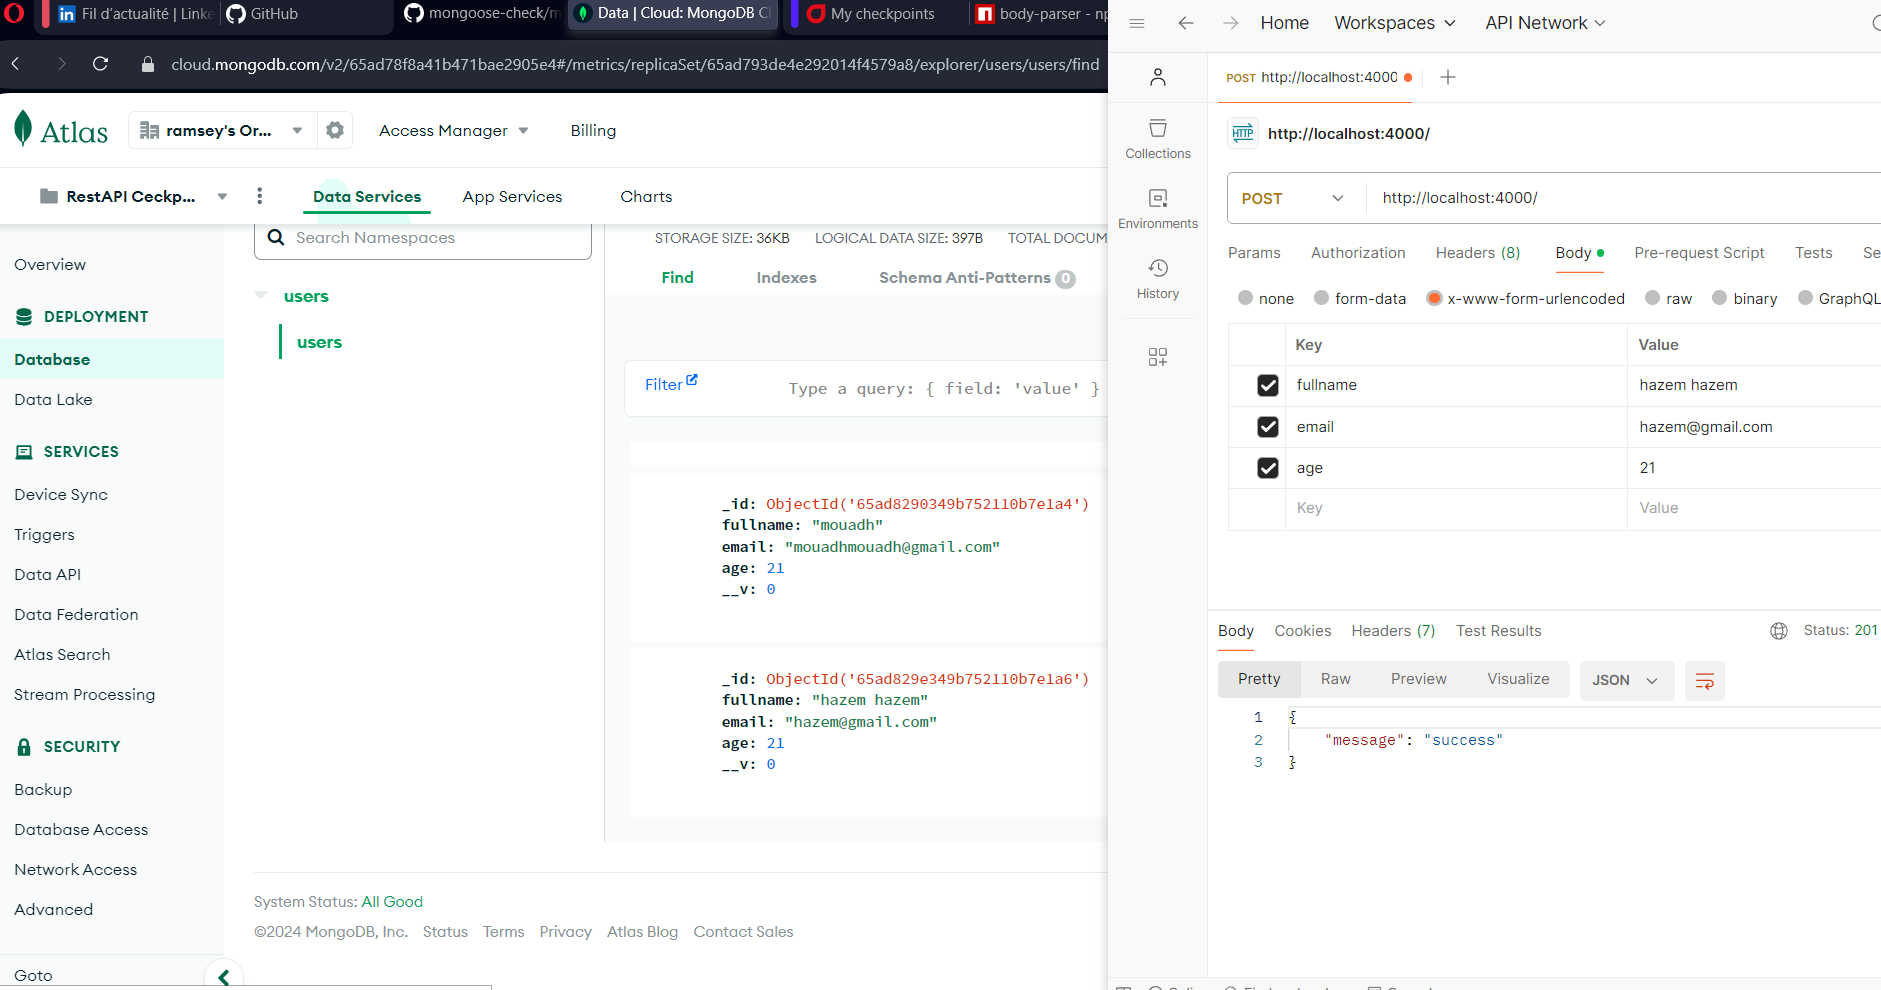 Fil d'actualité | Linke
GitHub
mongoose-check/m
Data | Cloud: MongoDB Cl
My checkpoints
body-parser - np
cloud.mongodb.com/v2/65ad78f8a41b471bae2905e4#/metrics/replicaSet/65ad793de4e292014f4579a8/explorer/users/users/find
Atlas
ramsey's Or...
Access Manager
Billing
RestAPI Ceckp...
Data Services
App Services
Charts
Overview
DEPLOYMENT
Database
Data Lake
SERVICES
Device Sync
Triggers
Data API
Data Federation
Atlas Search
Stream Processing
SECURITY
Backup
Database Access
Network Access
Advanced
Goto
Search Namespaces
users
users
STORAGE SIZE: 36KB LOGICAL DATA SIZE: 397B TOTAL DOCUM
Find Indexes Schema Anti-Patterns 0
Filter Type a query: { field: 'value' }
_id: ObjectId('65ad8290349b752110b7e1a4')
fullname: "mouadh"
email: "mouadhmouadh@gmail.com"
age: 21
__v: 0
_id: ObjectId('65ad829e349b752110b7e1a6')
fullname: "hazem hazem"
email: "hazem@gmail.com"
age: 21
__v: 0
System Status: All Good
©2024 MongoDB, Inc. Status Terms Privacy Atlas Blog Contact Sales
Home Workspaces API Network
POST http://localhost:4000
Collections
Environments
History
HTTP http://localhost:4000/
POST http://localhost:4000/
Params Authorization Headers (8) Body Pre-request Script Tests Se
none form-data x-www-form-urlencoded raw binary GraphQL
Key Value
fullname hazem hazem
email hazem@gmail.com
age 21
Key Value
Body Cookies Headers (7) Test Results Status: 201
Pretty Raw Preview Visualize JSON
1 {
2 "message": "success"
3 }